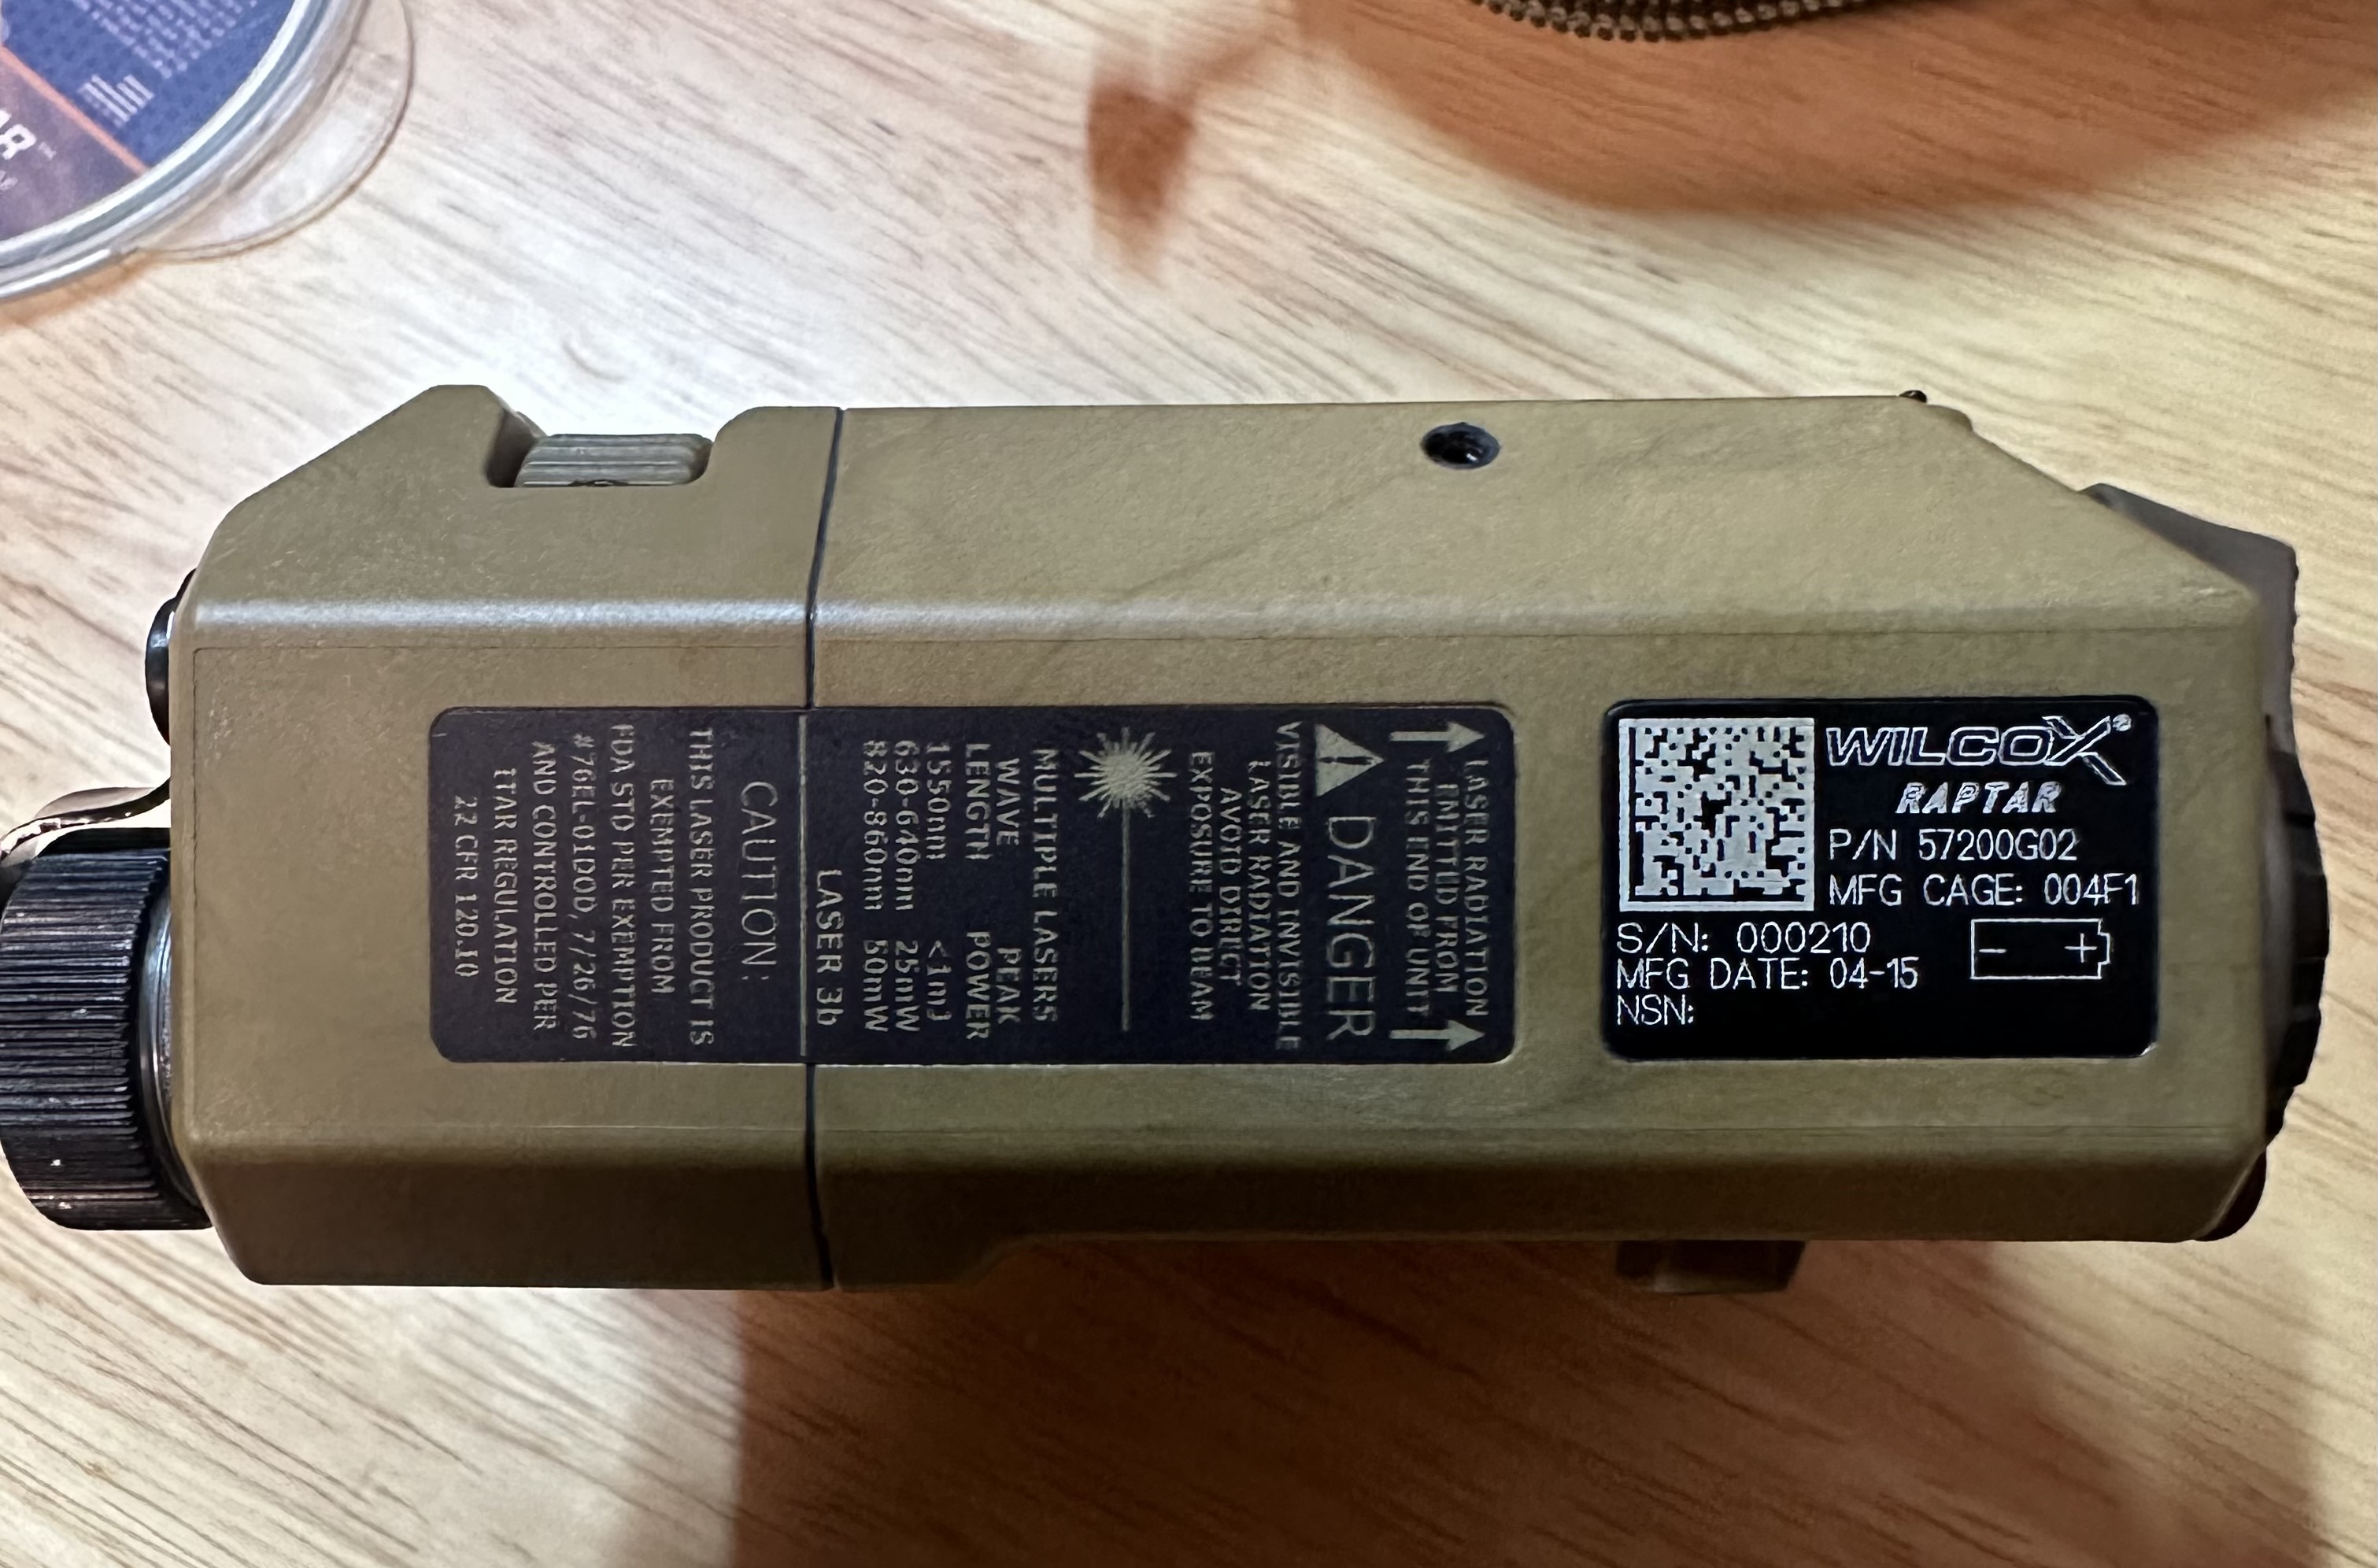 LASER RADIATION
EMITTED FROM
THIS END OF UNIT
DANGER
VISIBLE AND INVISIBLE
LASER RADIATION
AVOID DIRECT
EXPOSURE TO BEAM
MULTIPLE LASERS
WAVE LENGTH PEAK POWER
1550nm <1mJ
630-640nm 25mW
820-860nm 50mW
LASER 3b
CAUTION:
THIS LASER PRODUCT IS
EXEMPTED FROM
FDA STD PER EXEMPTION
#76EL-01DOD, 7/26/76
AND CONTROLLED PER
ITAR REGULATION
22 CFR 120.10
WILCOX®
RAPTAR
P/N 57200G02
MFG CAGE: 004F1
S/N: 000210
MFG DATE: 04-15
NSN:
- +